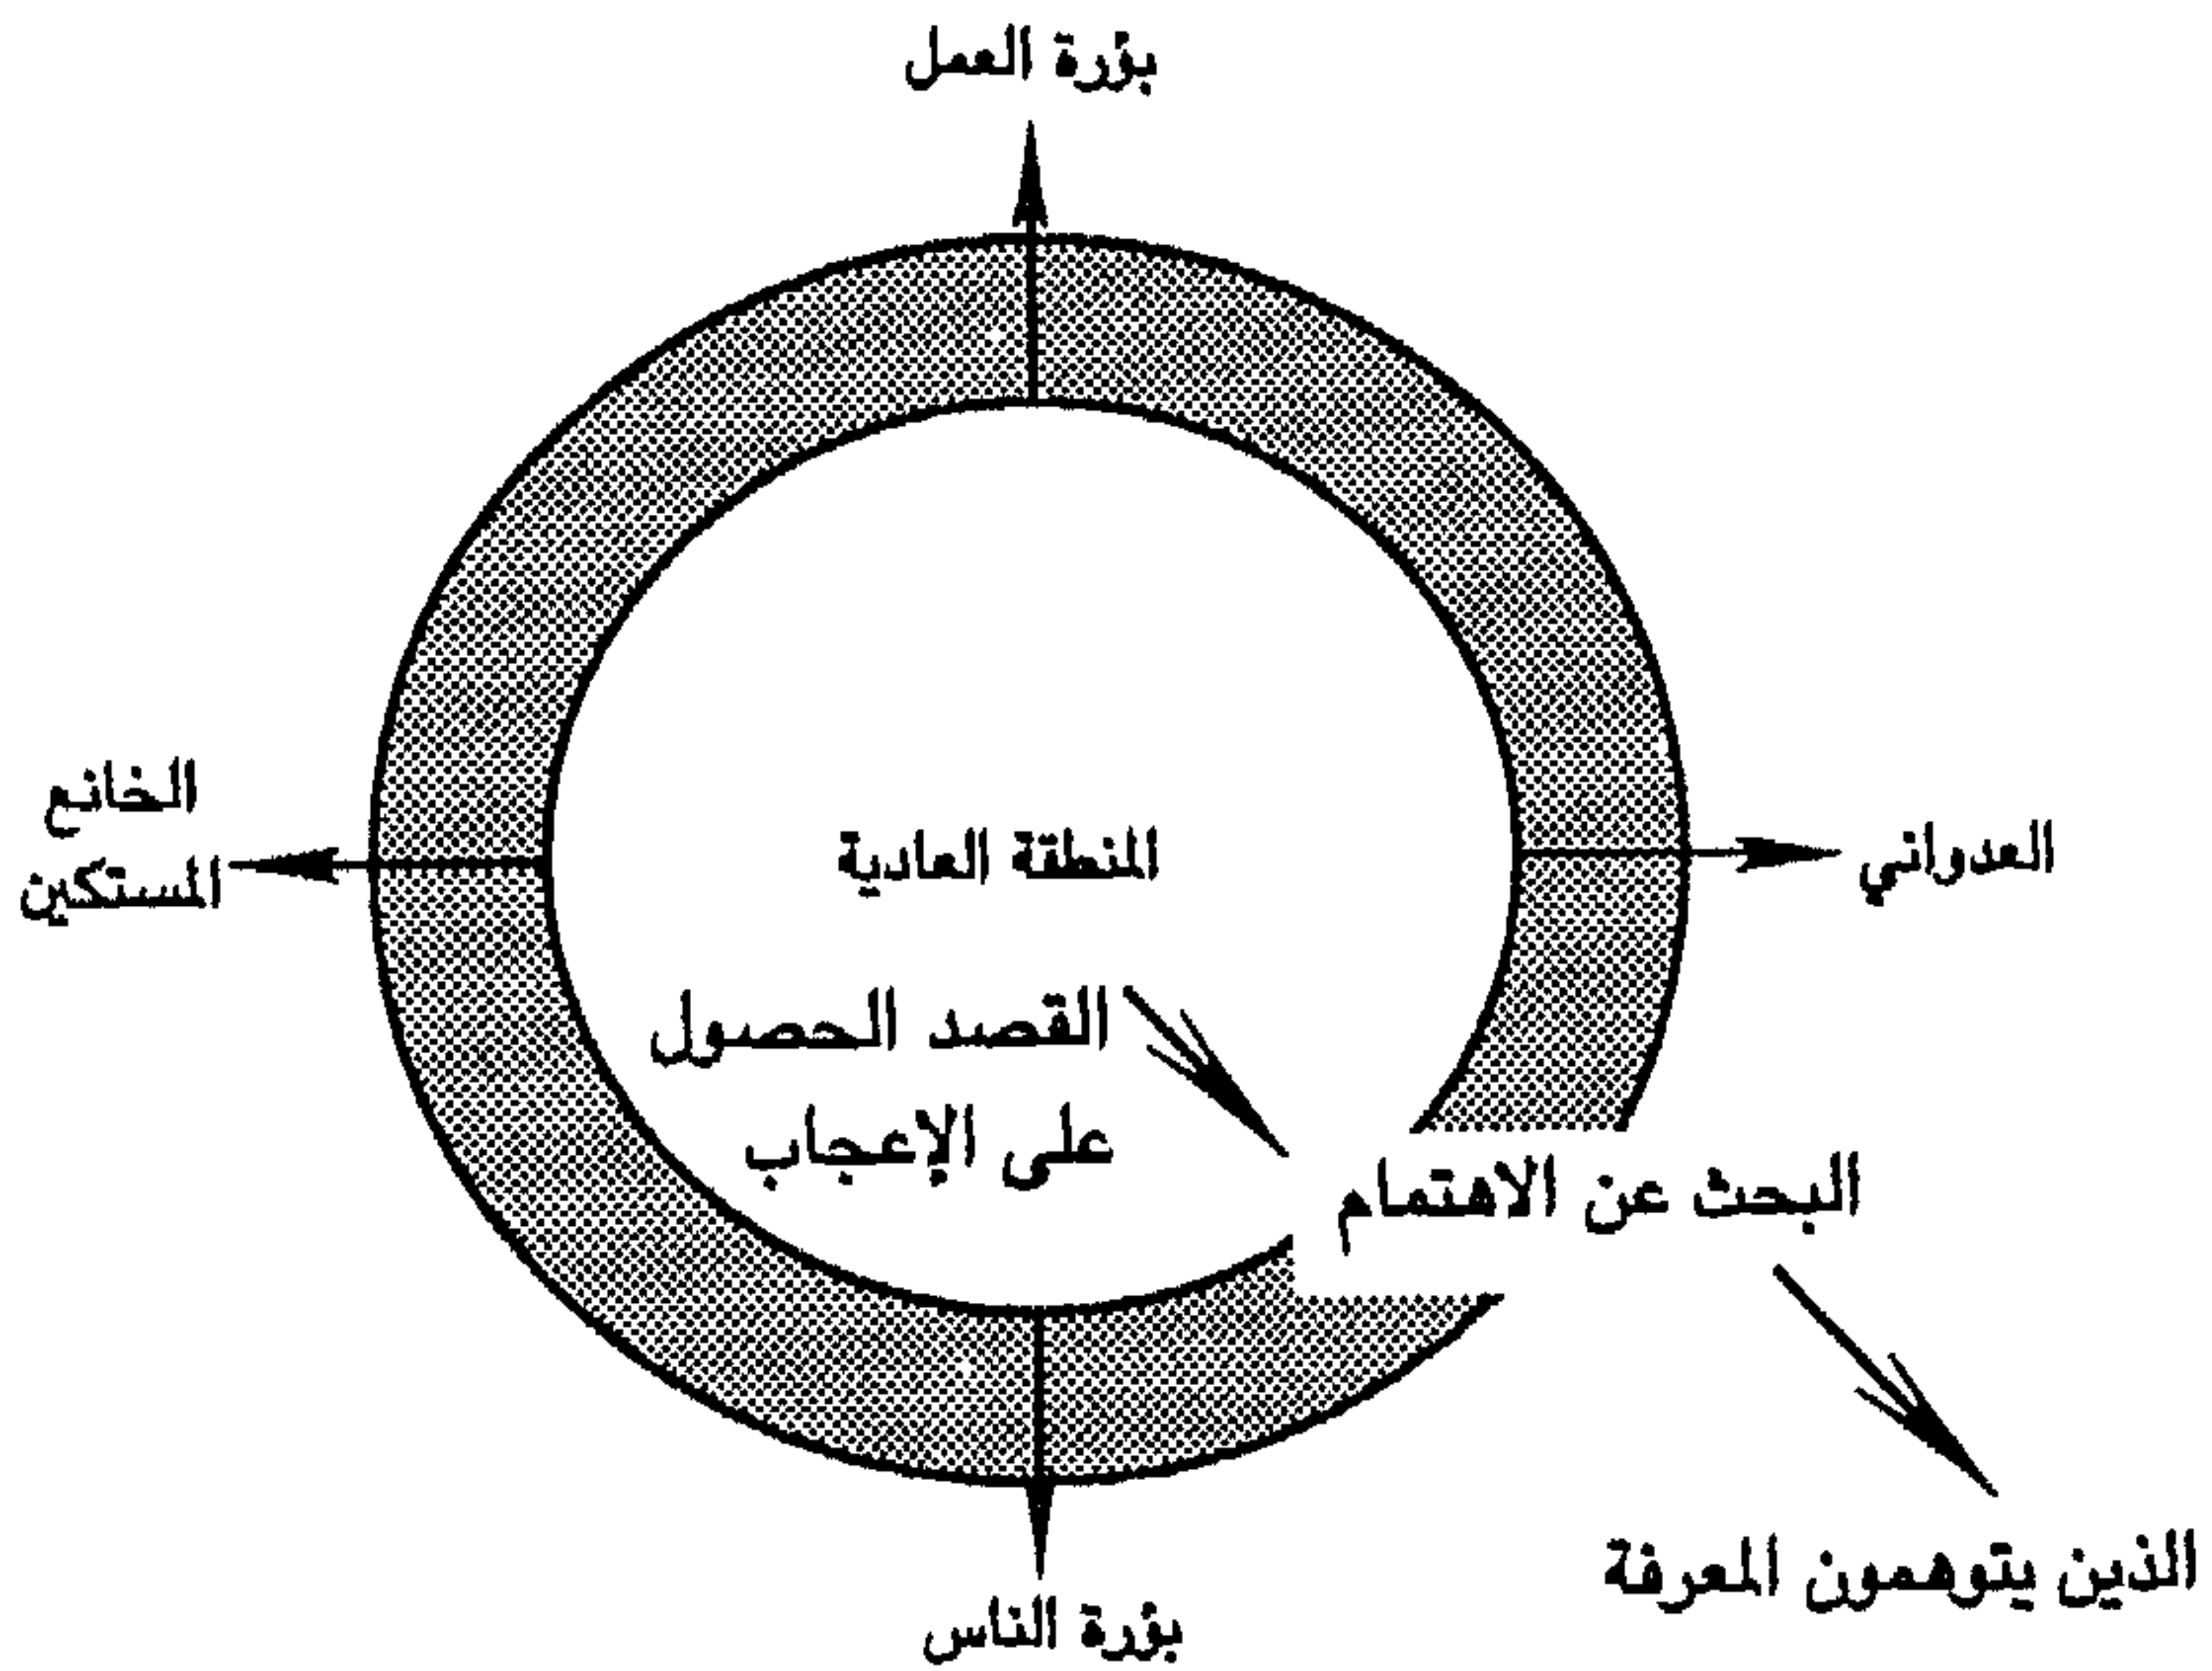 بؤرة العمل
الخانع
المستكين
المنطقة العادية
العدواني
القصد الحصول
على الإعجاب
البحث عن الاهتمام
الذين يتوهمون المعرفة
بؤرة الناس